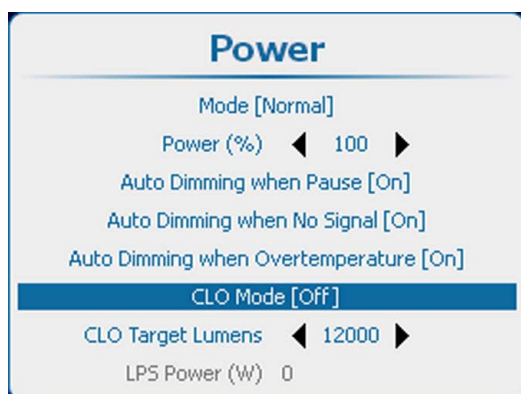 Power
Mode [Normal]
Power (%) 100
Auto Dimming when Pause [On]
Auto Dimming when No Signal [On]
Auto Dimming when Overtemperature [On]
CLO Mode [Off]
CLO Target Lumens 12000
LPS Power (W) 0